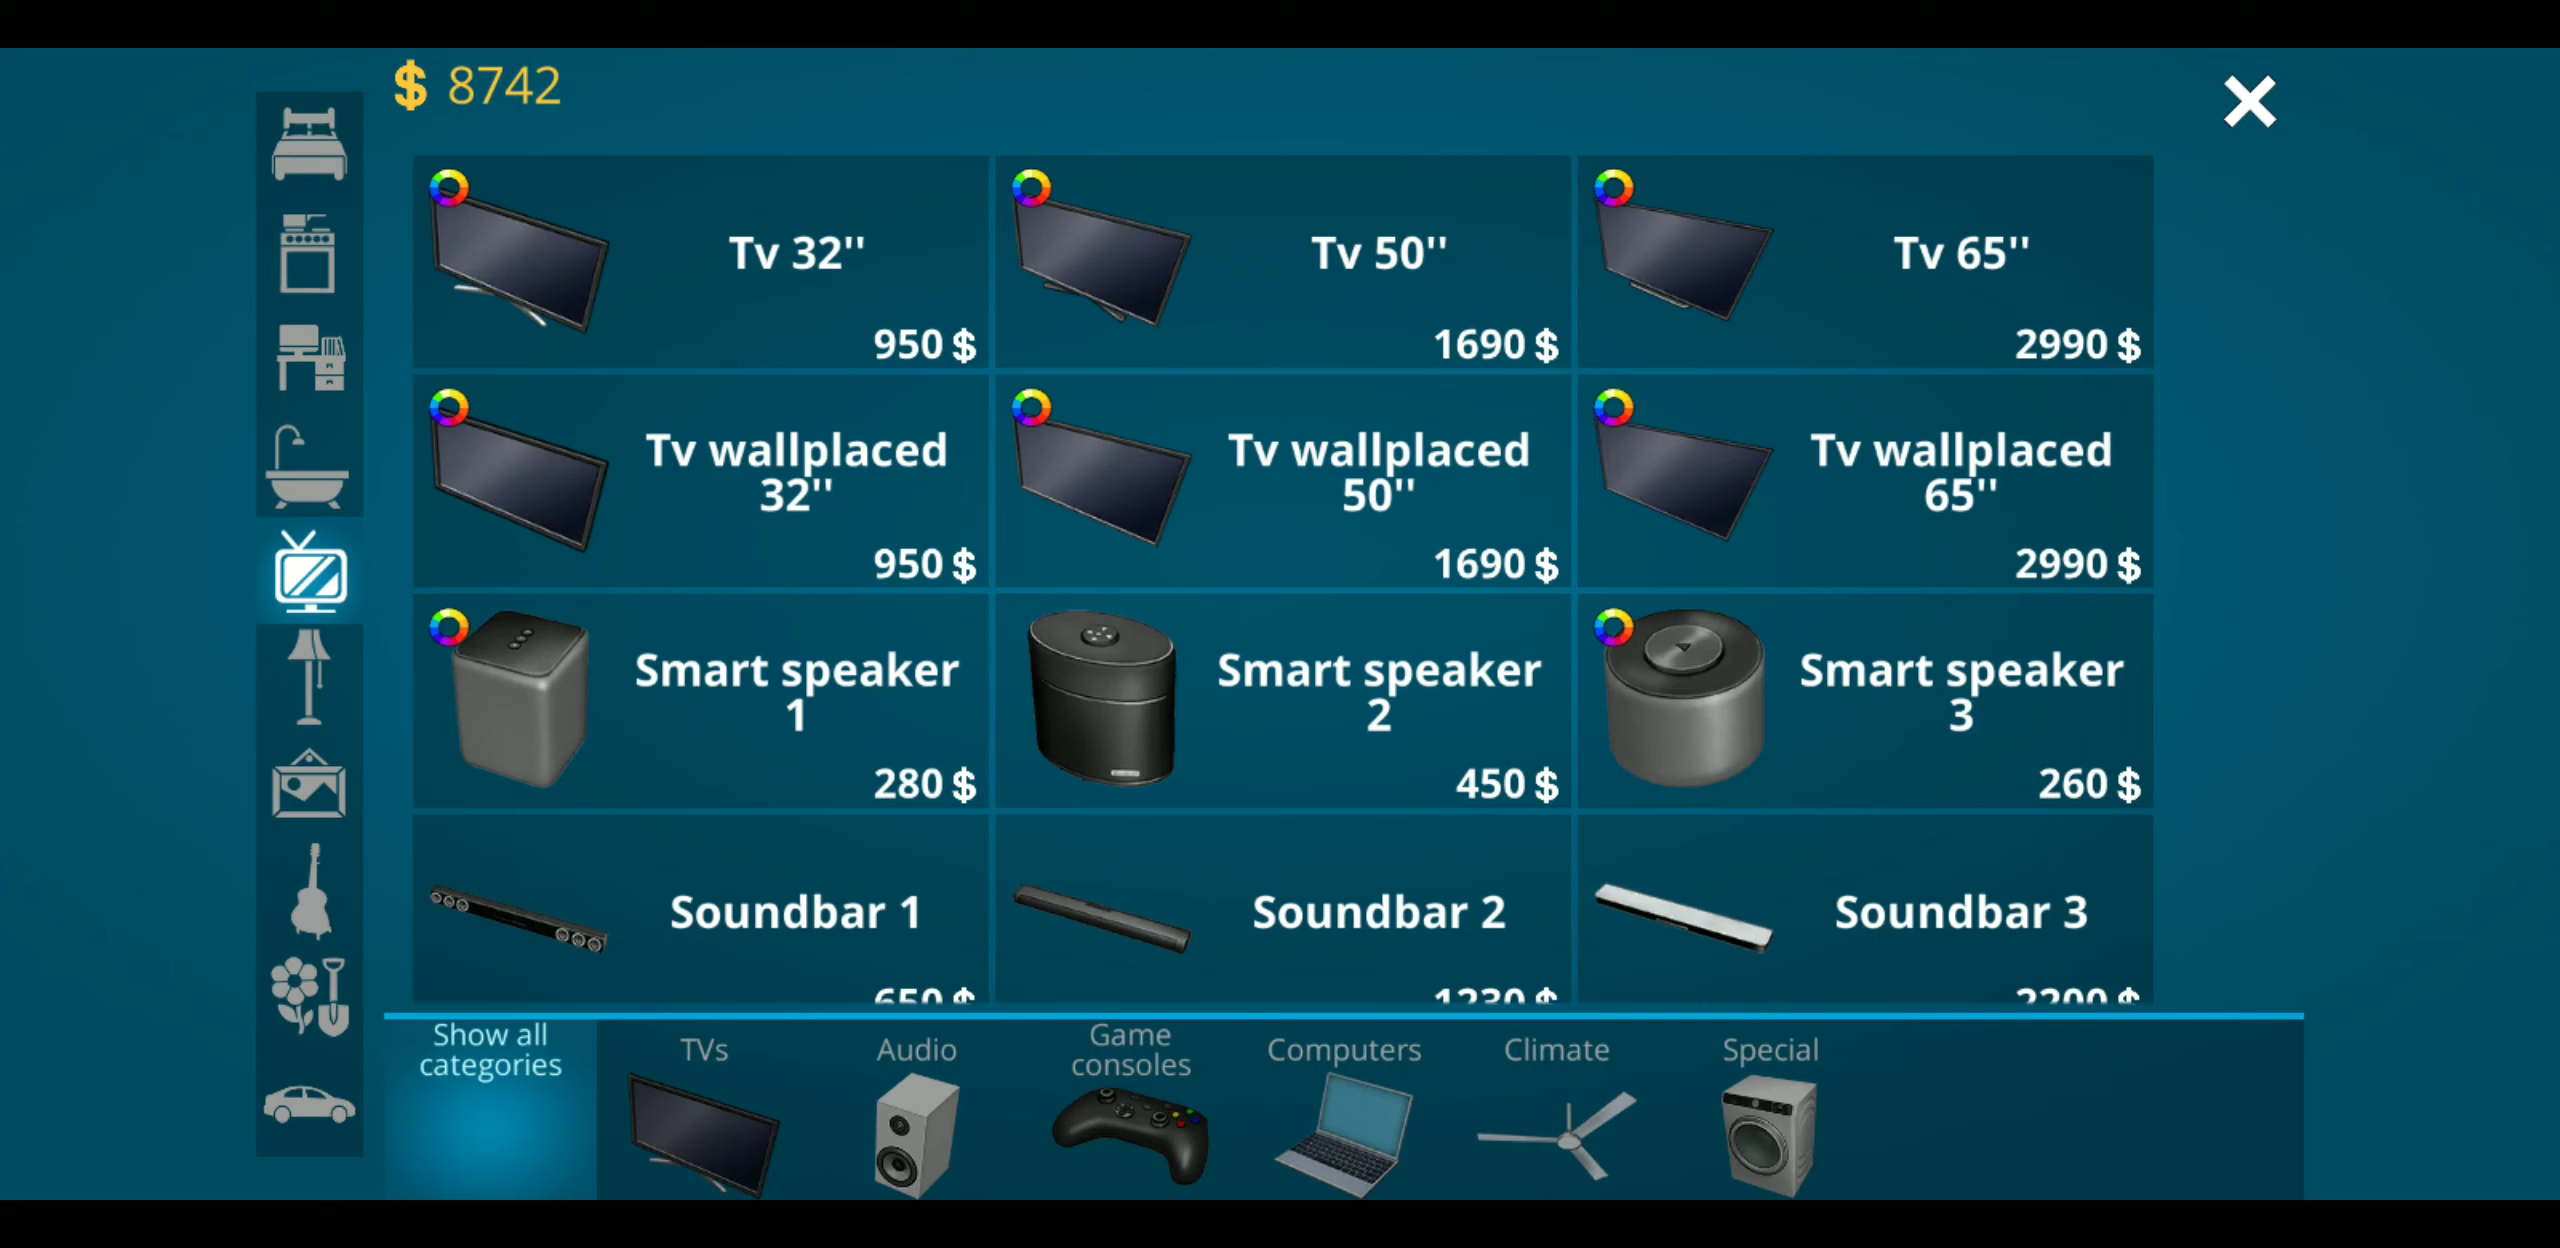 $ 8742
Tv 32''
950 $
Tv 50''
1690 $
Tv 65''
2990 $
Tv wallplaced
32''
950 $
Tv wallplaced
50''
1690 $
Tv wallplaced
65''
2990 $
Smart speaker
1
280 $
Smart speaker
2
450 $
Smart speaker
3
260 $
Soundbar 1
650 $
Soundbar 2
1230 $
Soundbar 3
Show all
categories
TVs
Audio
Game
consoles
Computers
Climate
Special